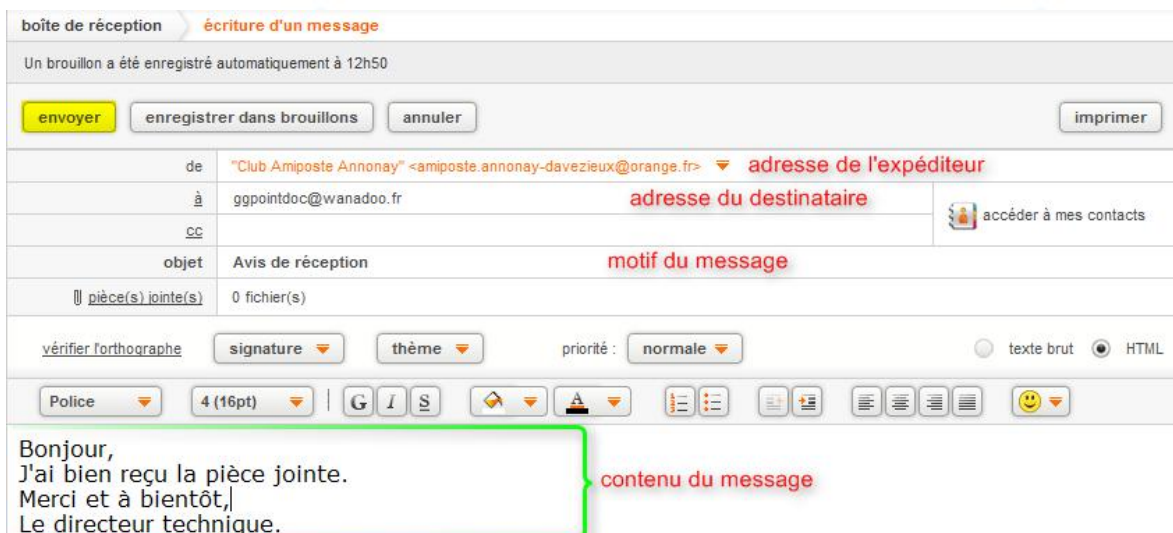 boîte de réception écriture d'un message
Un brouillon a été enregistré automatiquement à 12h50
envoyer enregistrer dans brouillons annuler imprimer
de "Club Amiposte Annonay" <amiposte.annonay-davezieux@orange.fr> adresse de l'expéditeur
à ggpointdoc@wanadoo.fr adresse du destinataire
accéder à mes contacts
cc
objet Avis de réception motif du message
pièce(s) jointe(s) 0 fichier(s)
vérifier l'orthographe signature thème priorité : normale texte brut HTML
Police 4 (16pt) G I S A
Bonjour,
J'ai bien reçu la pièce jointe.
Merci et à bientôt,
Le directeur technique.
contenu du message